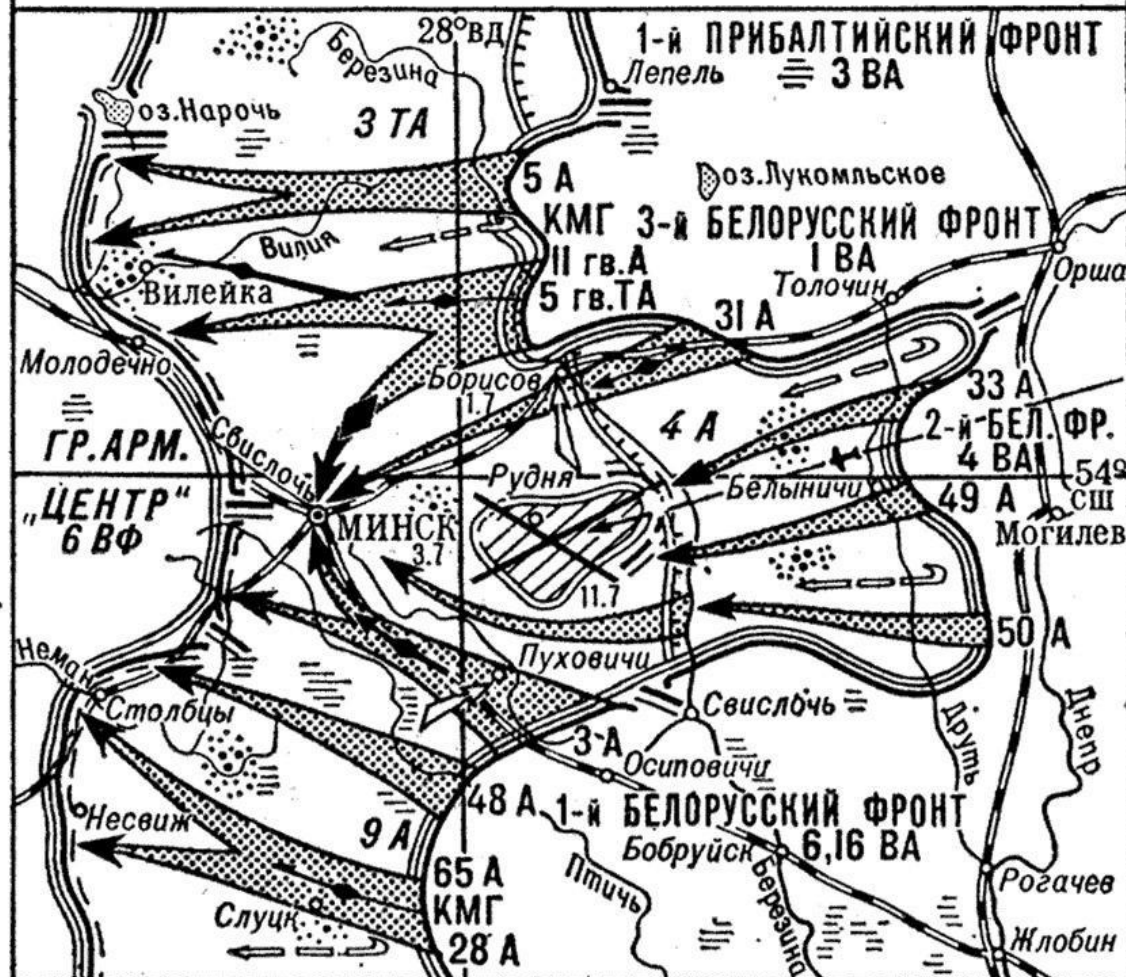 28°вд
1-й ПРИБАЛТИЙСКИЙ ФРОНТ
3 ВА
Березина
Лепель
оз.Нарочь
3 ТА
5 А
КМГ
оз.Лукомльское
3-й БЕЛОРУССКИЙ ФРОНТ
1 ВА
Вилия
11 гв.А
5 гв.ТА
Орша
Вилейка
Толочин
31 А
Молодечно
Борисов
1.7
33 А
ГР.АРМ.
Свислочь
4 А
2-й БЕЛ. ФР.
4 ВА
54°
сш
Рудня
Белыничи
„ЦЕНТР"
6 ВФ
МИНСК
3.7
49 А
Могилев
11.7
50 А
Неман
Пуховичи
Столбцы
Свислочь
Друть
Днепр
3 А
Осиповичи
48 А
1-й БЕЛОРУССКИЙ ФРОНТ
6,16 ВА
Несвиж
9 А
Бобруйск
65 А
КМГ
28 А
Птичь
Березина
Рогачев
Слуцк
Жлобин